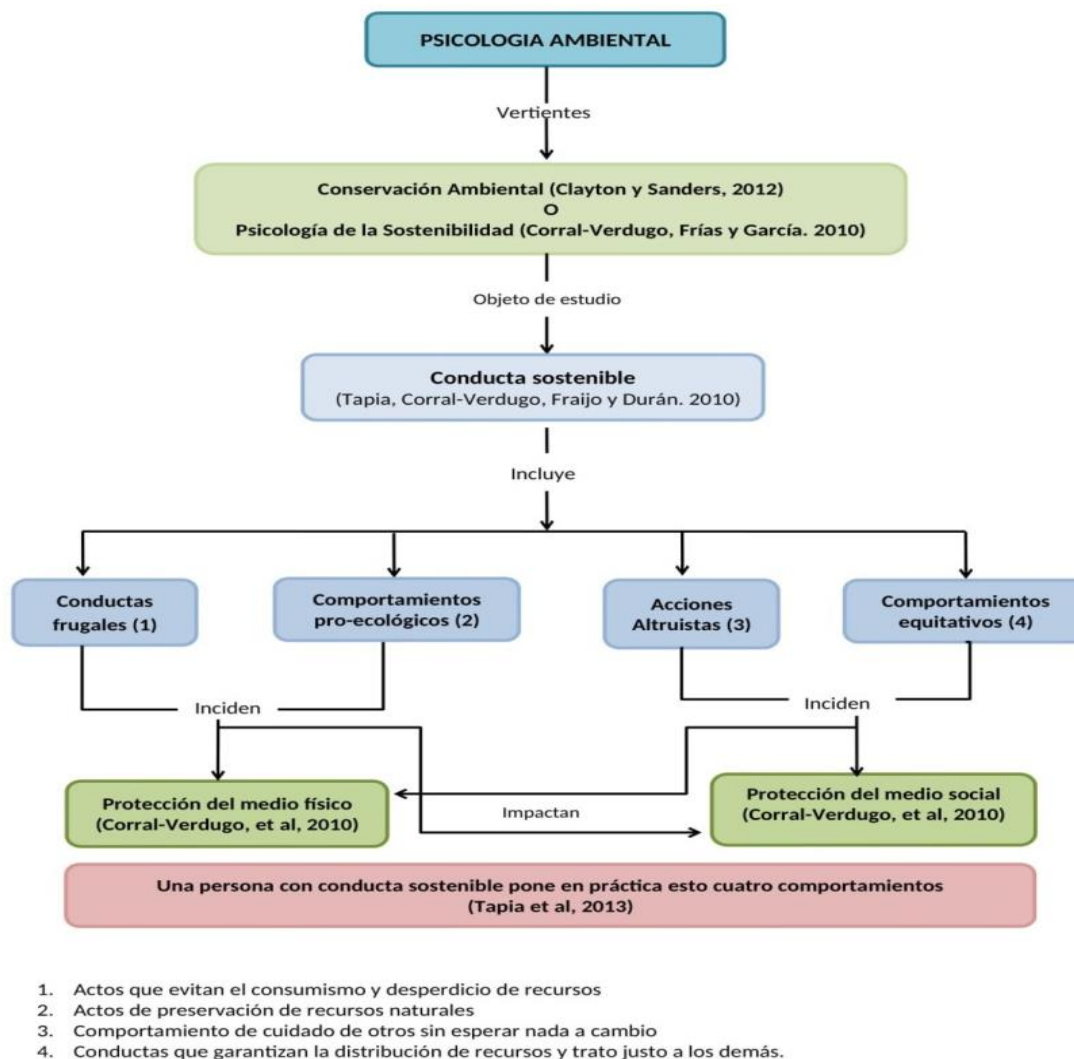 PSICOLOGIA AMBIENTAL
Vertientes
Conservación Ambiental (Clayton y Sanders, 2012)
O
Psicología de la Sostenibilidad (Corral-Verdugo, Frías y García. 2010)
Objeto de estudio
Conducta sostenible
(Tapia, Corral-Verdugo, Fraijo y Durán. 2010)
Incluye
Conductas
frugales (1)
Comportamientos
pro-ecológicos (2)
Acciones
Altruistas (3)
Comportamientos
equitativos (4)
Inciden
Inciden
Protección del medio físico
(Corral-Verdugo, et al, 2010)
Impactan
Protección del medio social
(Corral-Verdugo, et al, 2010)
Una persona con conducta sostenible pone en práctica esto cuatro comportamientos
(Tapia et al, 2013)
1. Actos que evitan el consumismo y desperdicio de recursos
2. Actos de preservación de recursos naturales
3. Comportamiento de cuidado de otros sin esperar nada a cambio
4. Conductas que garantizan la distribución de recursos y trato justo a los demás.